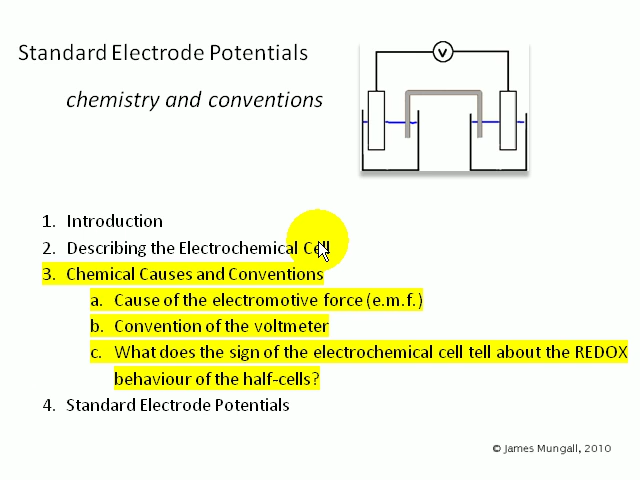 Standard Electrode Potentials
chemistry and conventions
V
1. Introduction
2. Describing the Electrochemical Cell
3. Chemical Causes and Conventions
a. Cause of the electromotive force (e.m.f.)
b. Convention of the voltmeter
c. What does the sign of the electrochemical cell tell about the REDOX
behaviour of the half-cells?
4. Standard Electrode Potentials
© James Mungall, 2010